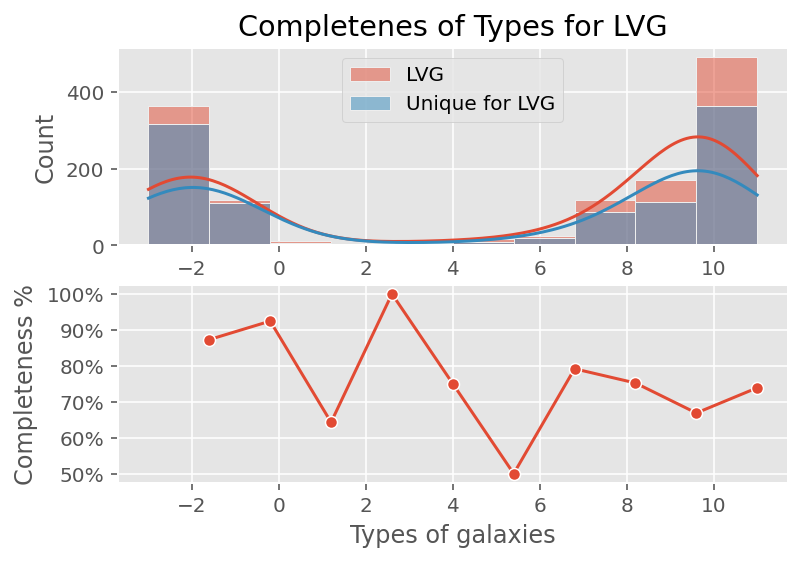 Completenes of Types for LVG
LVG
Unique for LVG
Count
400
200
0
−2 0 2 4 6 8 10
Completeness %
100%
90%
80%
70%
60%
50%
−2 0 2 4 6 8 10
Types of galaxies